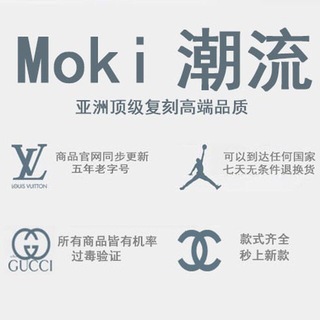 Moki 潮流
亚洲顶级复刻高端品质
LV
LOUIS VUITTON
商品官网同步更新
五年老字号
可以到达任何国家
七天无条件退换货
GUCCI
所有商品皆有机率
过毒验证
款式齐全
秒上新款